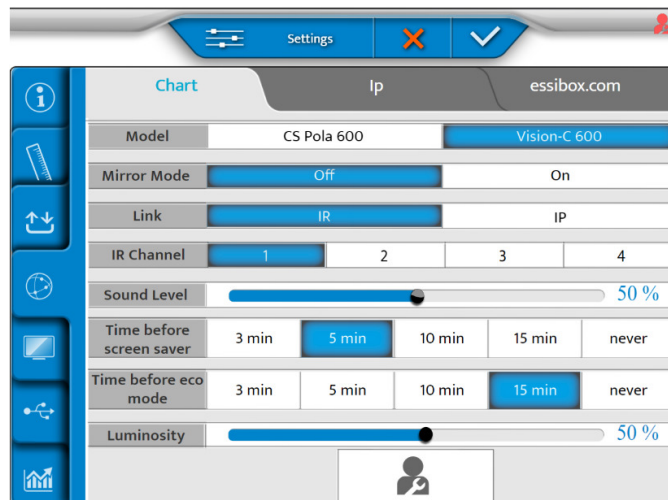 Settings
Chart Ip essibox.com
Model CS Pola 600 Vision-C 600
Mirror Mode Off On
Link IR IP
IR Channel 1 2 3 4
Sound Level 50 %
Time before
screen saver 3 min 5 min 10 min 15 min never
Time before eco
mode 3 min 5 min 10 min 15 min never
Luminosity 50 %